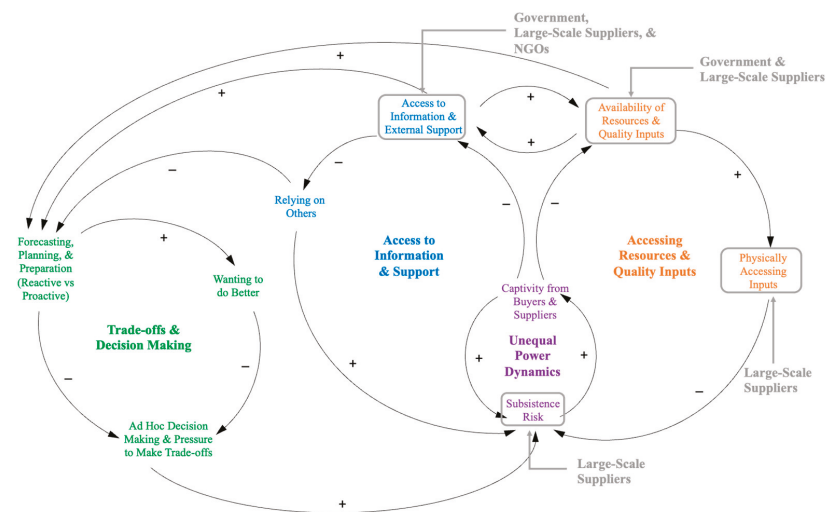 Government,
Large-Scale Suppliers, &
NGOs
Government &
Large-Scale Suppliers
+
+
Access to
Information &
External Support
+
+
Availability of
Resources &
Quality Inputs
–
–
+
Relying on
Others
–
–
Forecasting,
Planning, &
Preparation
(Reactive vs
Proactive)
+
Wanting to
do Better
Access to
Information
& Support
Accessing
Resources &
Quality Inputs
Physically
Accessing
Inputs
Captivity from
Buyers &
Suppliers
Trade-offs &
Decision Making
Unequal
Power
Dynamics
–
–
+
+
+
Large-Scale
Suppliers
–
Subsistence
Risk
Ad Hoc Decision
Making & Pressure
to Make Trade-offs
Large-Scale
Suppliers
+